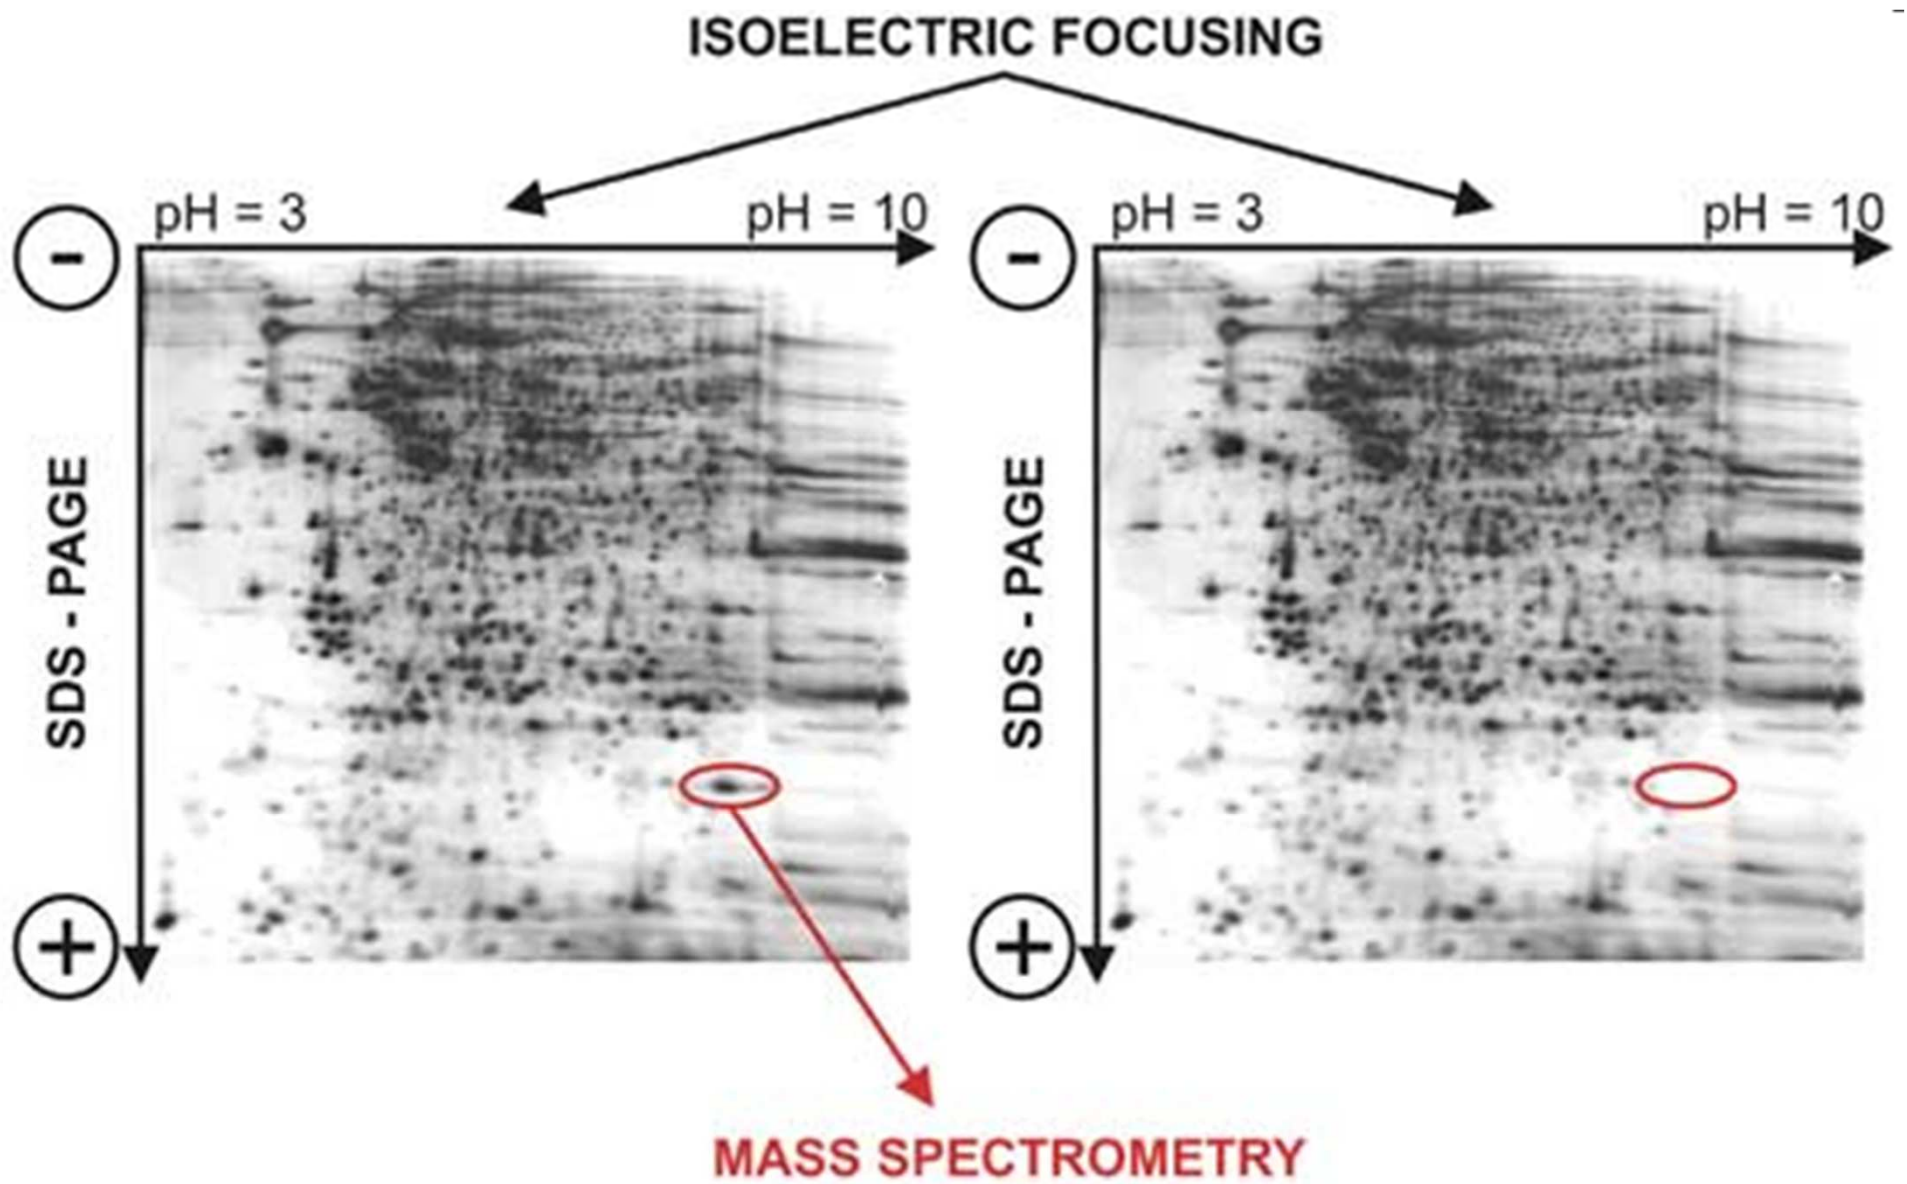 ISOELECTRIC FOCUSING
pH = 3
pH = 10
pH = 3
pH = 10
-
-
SDS - PAGE
SDS - PAGE
+
+
MASS SPECTROMETRY